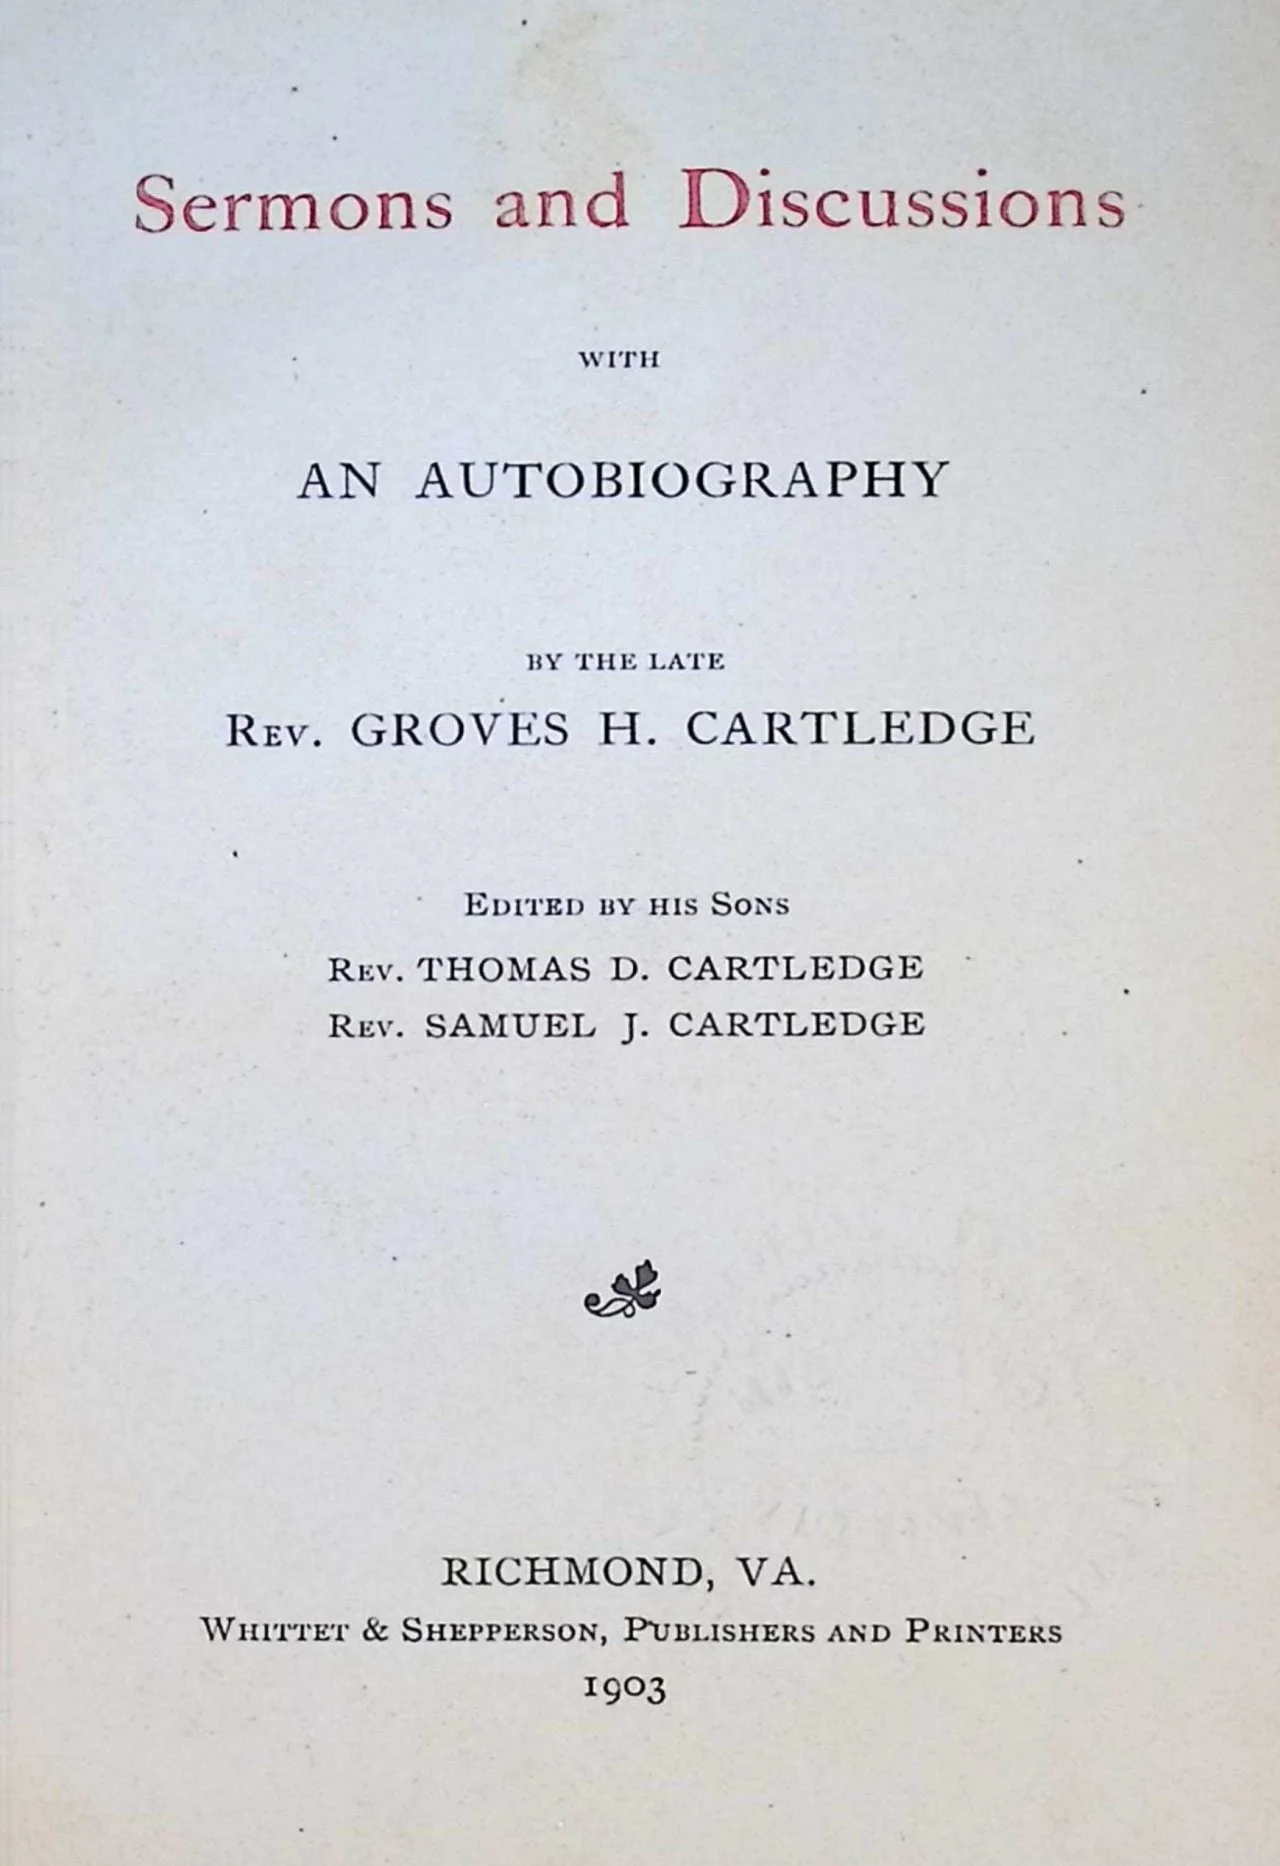 Sermons and Discussions
WITH
AN AUTOBIOGRAPHY
BY THE LATE
REV. GROVES H. CARTLEDGE
EDITED BY HIS SONS
REV. THOMAS D. CARTLEDGE
REV. SAMUEL J. CARTLEDGE
RICHMOND, VA.
WHITTET & SHEPPERSON, PUBLISHERS AND PRINTERS
1903